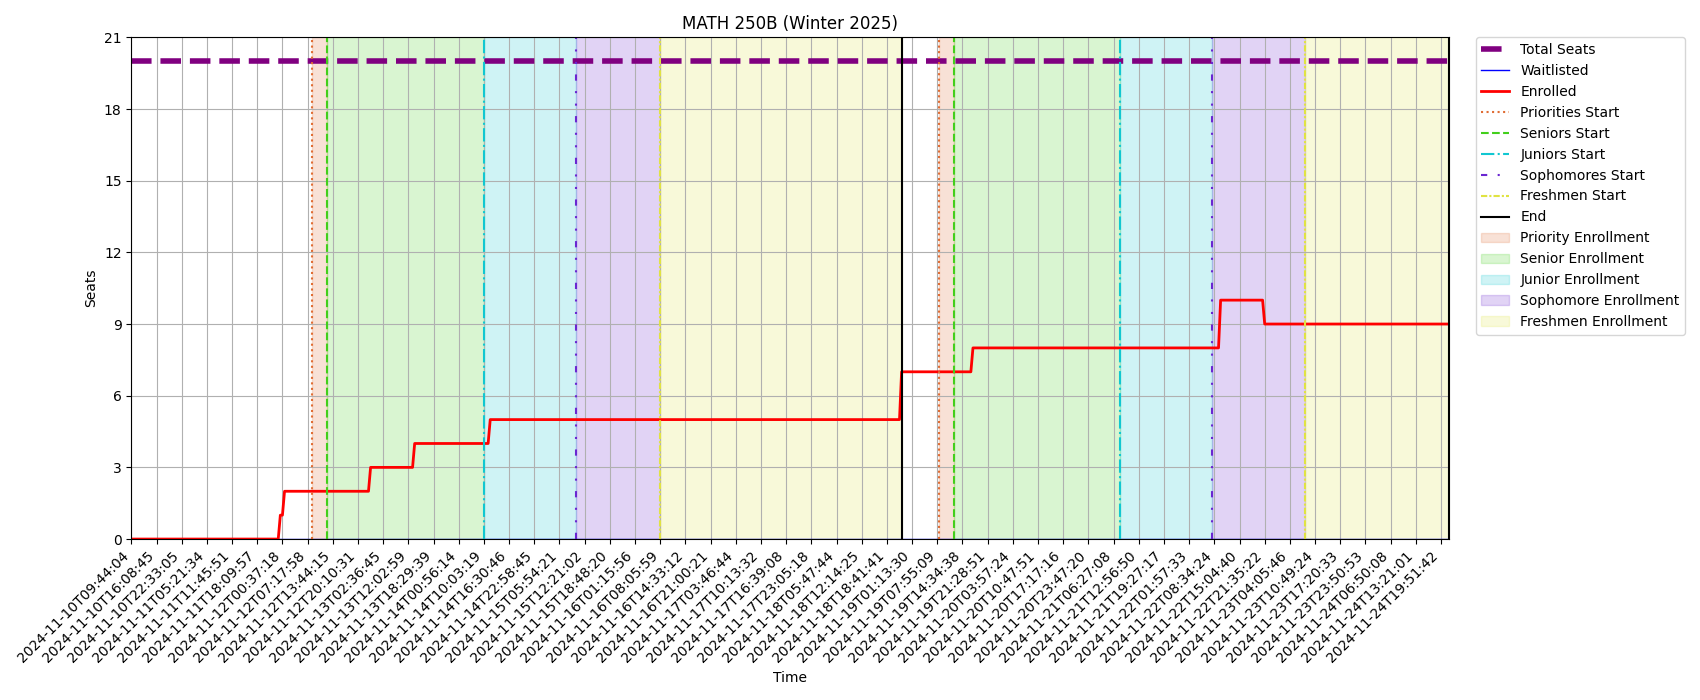 MATH 250B (Winter 2025)
21
18
15
12
9
6
3
0
Seats
2024-11-10T09:44:04
2024-11-10T16:08:45
2024-11-10T22:33:05
2024-11-11T05:21:34
2024-11-11T11:45:51
2024-11-11T18:09:57
2024-11-12T00:37:18
2024-11-12T07:17:58
2024-11-12T13:44:15
2024-11-12T20:10:31
2024-11-13T02:36:45
2024-11-13T12:02:59
2024-11-13T18:29:39
2024-11-14T00:56:14
2024-11-14T10:03:19
2024-11-14T16:30:46
2024-11-14T22:58:45
2024-11-15T05:54:21
2024-11-15T12:21:02
2024-11-15T18:48:20
2024-11-16T01:15:56
2024-11-16T08:05:59
2024-11-16T14:33:12
2024-11-16T21:00:21
2024-11-17T03:46:44
2024-11-17T10:13:32
2024-11-17T16:39:08
2024-11-17T23:05:18
2024-11-18T05:47:44
2024-11-18T12:14:25
2024-11-18T18:41:41
2024-11-19T01:13:30
2024-11-19T07:55:09
2024-11-19T14:34:38
2024-11-19T21:28:51
2024-11-20T03:57:24
2024-11-20T10:47:51
2024-11-20T17:17:16
2024-11-20T23:47:20
2024-11-21T06:27:08
2024-11-21T12:56:50
2024-11-21T19:27:17
2024-11-22T01:57:33
2024-11-22T08:34:24
2024-11-22T15:04:40
2024-11-22T21:35:22
2024-11-23T04:05:46
2024-11-23T10:49:24
2024-11-23T17:20:33
2024-11-23T23:50:53
2024-11-24T06:50:08
2024-11-24T13:21:01
2024-11-24T19:51:42
Time
Total Seats
Waitlisted
Enrolled
Priorities Start
Seniors Start
Juniors Start
Sophomores Start
Freshmen Start
End
Priority Enrollment
Senior Enrollment
Junior Enrollment
Sophomore Enrollment
Freshmen Enrollment